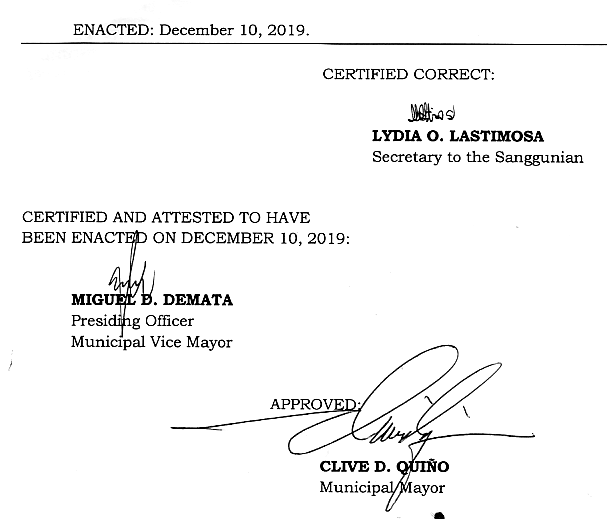 ENACTED: December 10, 2019.
CERTIFIED CORRECT:
LYDIA O. LASTIMOSA
Secretary to the Sanggunian
CERTIFIED AND ATTESTED TO HAVE
BEEN ENACTED ON DECEMBER 10, 2019:
MIGUEL D. DEMATA
Presiding Officer
Municipal Vice Mayor
APPROVED:
CLIVE D. QUIÑO
Municipal Mayor